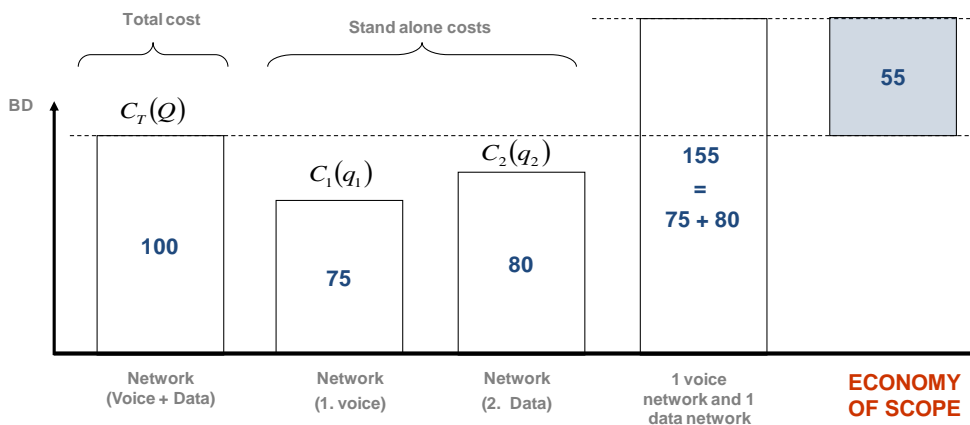 Total cost
Stand alone costs
BD
C_T(Q)
C_1(q_1)
C_2(q_2)
100
75
80
155
=
75 + 80
55
Network
(Voice + Data)
Network
(1. voice)
Network
(2. Data)
1 voice
network and 1
data network
ECONOMY
OF SCOPE